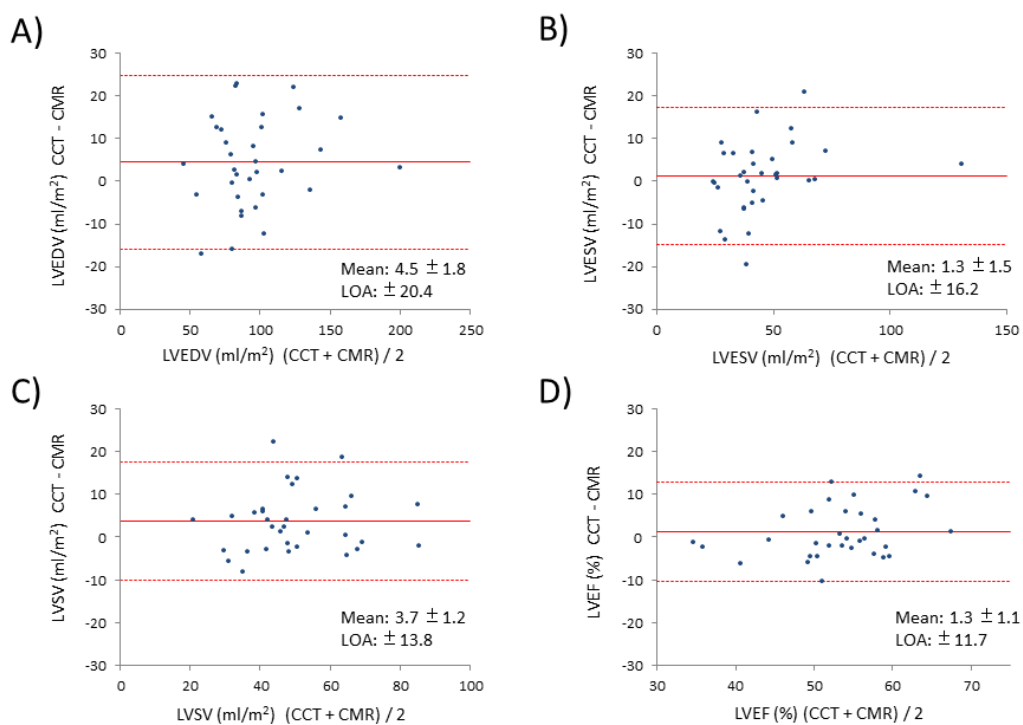 A)
LVEDV (ml/m²)  CCT - CMR
30
20
10
0
-10
-20
-30
Mean: 4.5 ± 1.8
LOA: ± 20.4
0 50 100 150 200 250
LVEDV (ml/m²)  (CCT + CMR) / 2
B)
LVESV (ml/m²)  CCT - CMR
30
20
10
0
-10
-20
-30
Mean: 1.3 ± 1.5
LOA: ± 16.2
0 50 100 150
LVESV (ml/m²)  (CCT + CMR) / 2
C)
LVSV (ml/m²)  CCT - CMR
30
20
10
0
-10
-20
-30
Mean: 3.7 ± 1.2
LOA: ± 13.8
0 20 40 60 80 100
LVSV (ml/m²)  (CCT + CMR) / 2
D)
LVEF (%)  CCT - CMR
30
20
10
0
-10
-20
-30
Mean: 1.3 ± 1.1
LOA: ± 11.7
30 40 50 60 70
LVEF (%) (CCT + CMR) / 2